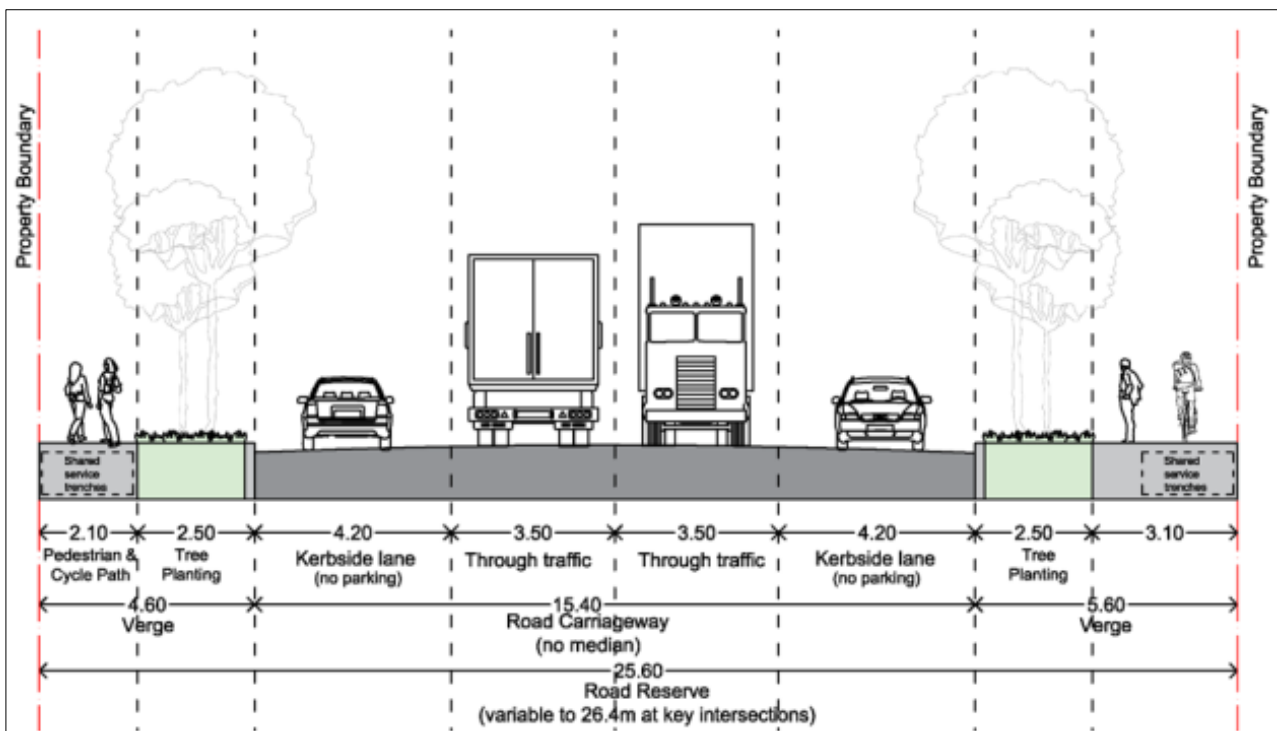 Property Boundary
Property Boundary
Shared
service
trenches
Shared
service
trenches
2.10
2.50
4.20
3.50
3.50
4.20
2.50
3.10
Pedestrian &
Cycle Path
Tree
Planting
Kerbside lane
(no parking)
Through traffic
Through traffic
Kerbside lane
(no parking)
Tree
Planting
4.60
Verge
15.40
Road Carriageway
(no median)
5.60
Verge
25.60
Road Reserve
(variable to 26.4m at key intersections)